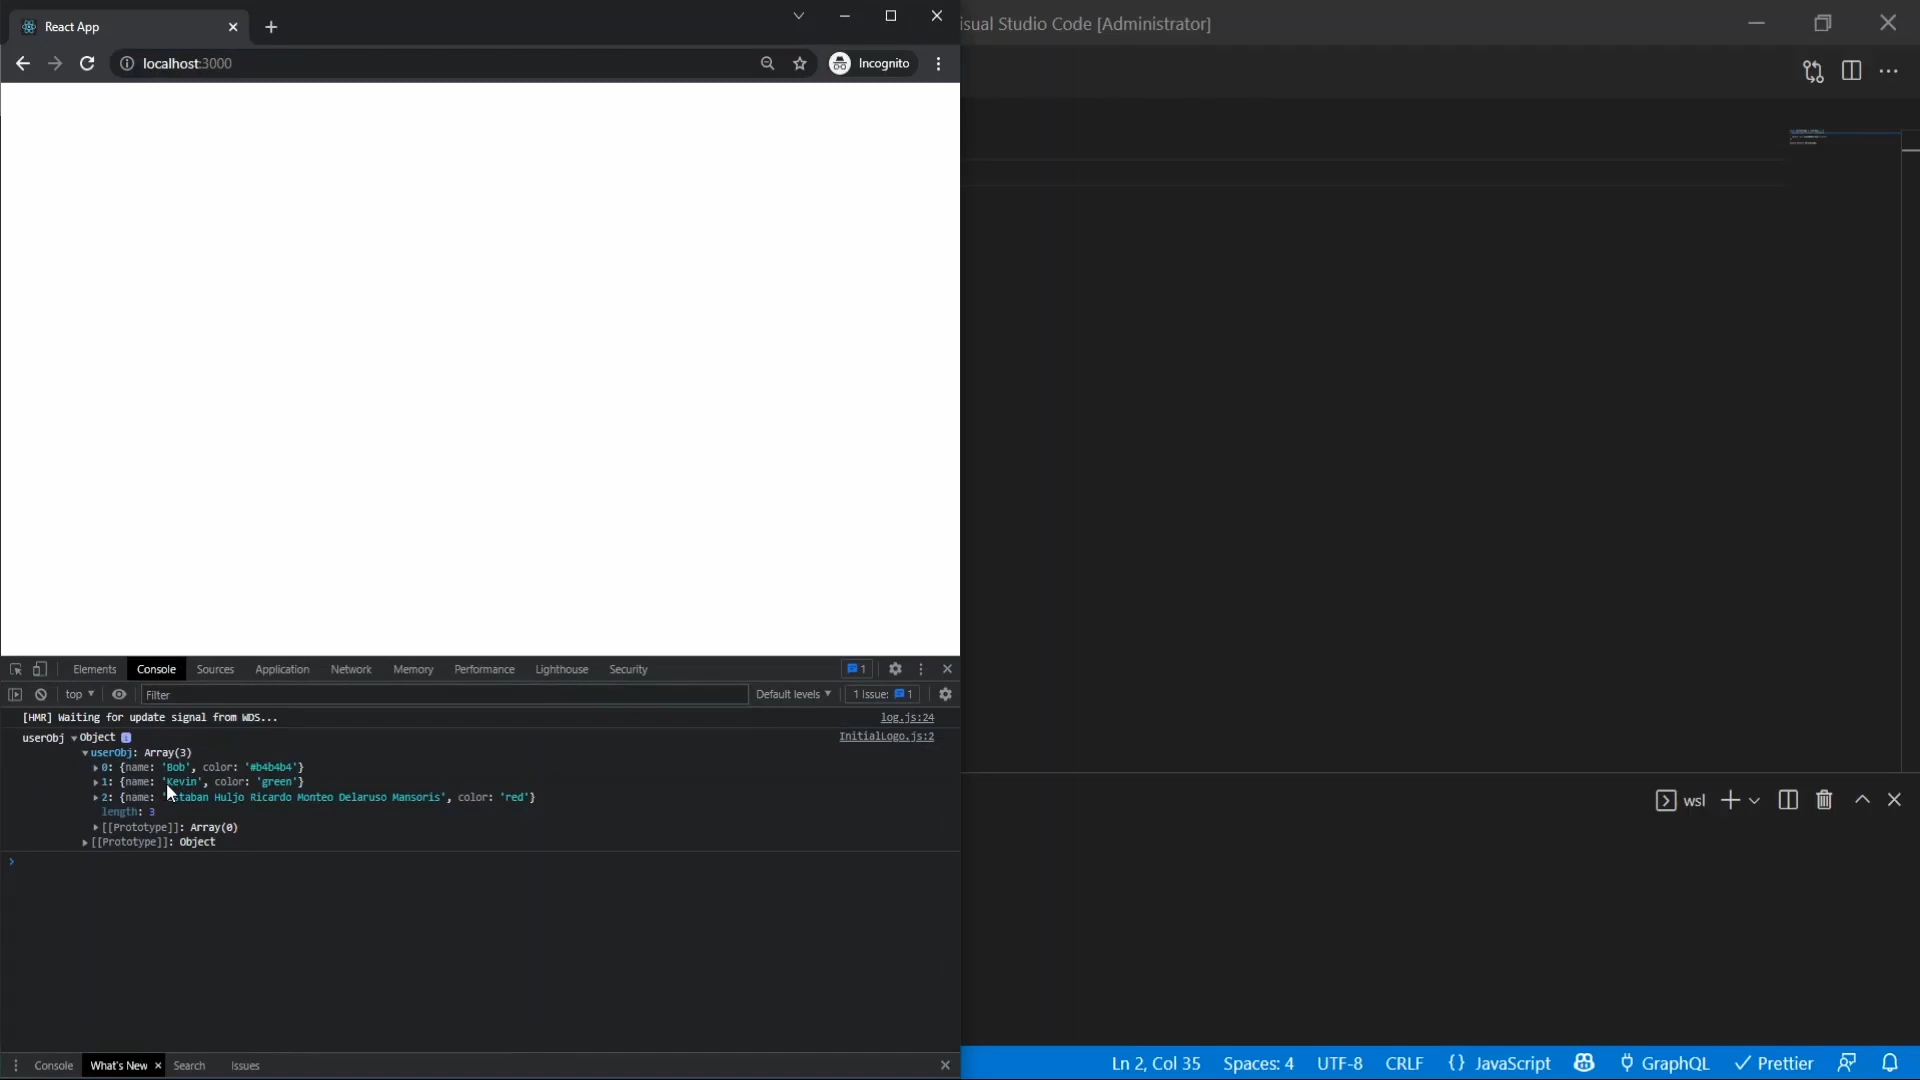 React App
isual Studio Code [Administrator]
localhost:3000
Incognito
Elements Console Sources Application Network Memory Performance Lighthouse Security 1
top Filter Default levels 1 Issue: 1
[HMR] Waiting for update signal from WDS... log.js:24
userObj Object i InitialLogo.js:2
userObj: Array(3)
0: {name: 'Bob', color: '#b4b4b4'}
1: {name: 'Kevin', color: 'green'}
2: {name: Huljo Ricardo Monteo Delaruso Mansoris', color: 'red'}
length: 3
[[Prototype]]: Array(0)
[[Prototype]]: Object
wsl
Console What's New Search Issues
Ln 2, Col 35 Spaces: 4 UTF-8 CRLF {} JavaScript GraphQL Prettier